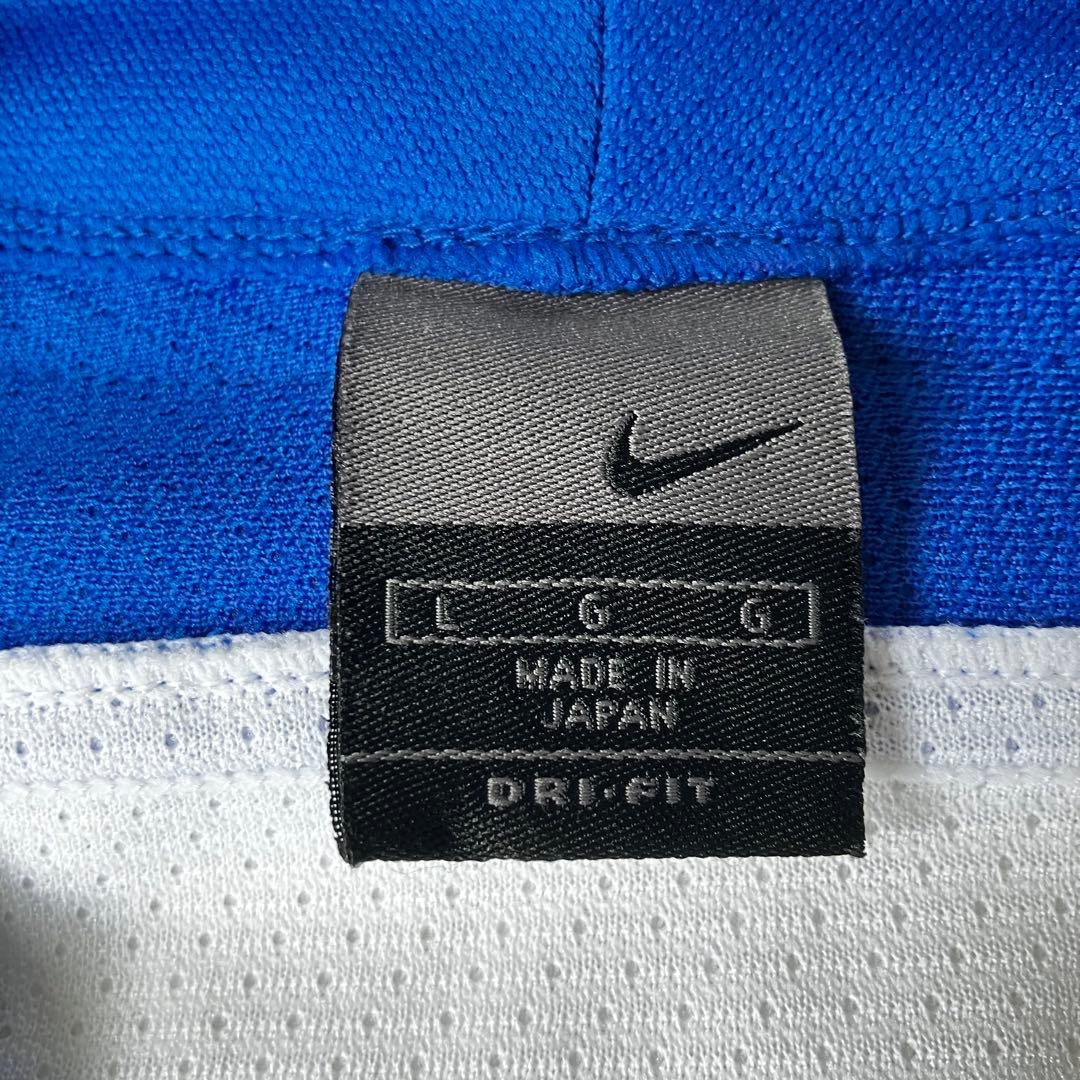 L G G
MADE IN
JAPAN
DRI·FIT